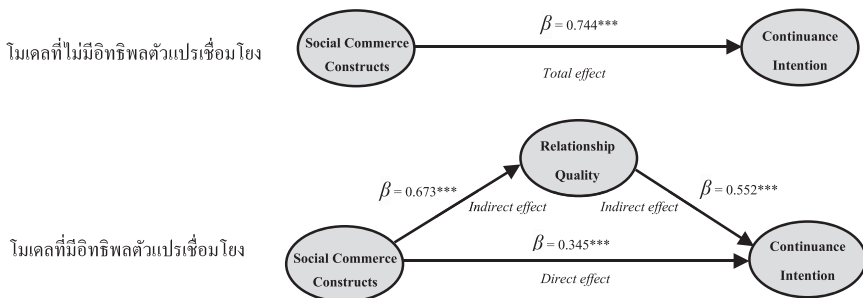 β = 0.744***
Social Commerce
Constructs
Continuance
Intention
โมเดลที่ไม่มีอิทธิพลตัวแปรเชื่อมโยง
Total effect
Relationship
Quality
β = 0.673***
β = 0.552***
Indirect effect
Indirect effect
β = 0.345***
โมเดลที่มีอิทธิพลตัวแปรเชื่อมโยง
Social Commerce
Constructs
Continuance
Intention
Direct effect